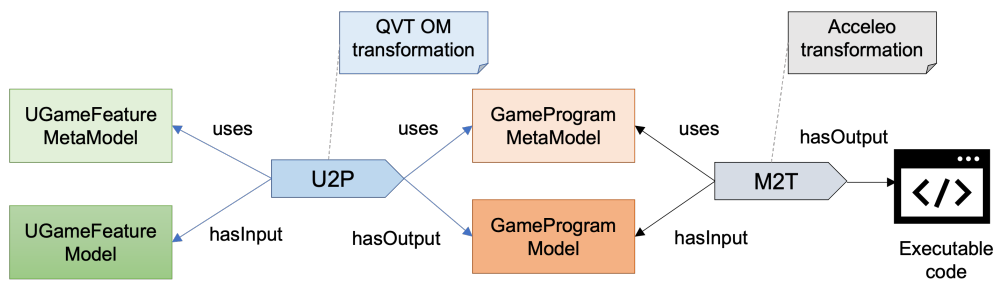 QVT OM
transformation
Acceleo
transformation
UGameFeature
MetaModel
uses
uses
GameProgram
MetaModel
uses
hasOutput
U2P
M2T
</>
UGameFeature
Model
hasInput
hasOutput
GameProgram
Model
hasInput
Executable
code